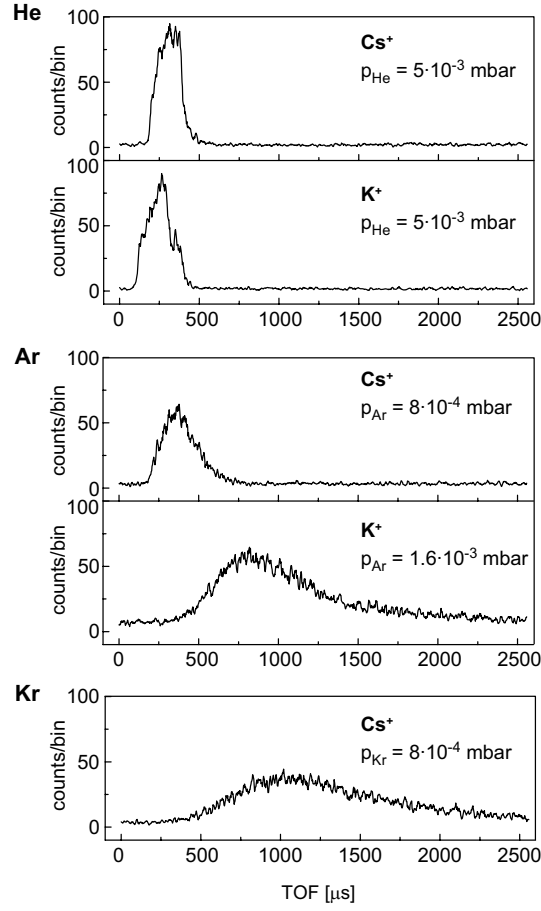 He
100
50
0
counts/bin
Cs⁺
p_He = 5·10⁻³ mbar
100
50
0
counts/bin
K⁺
p_He = 5·10⁻³ mbar
0 500 1000 1500 2000 2500
Ar
100
50
0
counts/bin
Cs⁺
p_Ar = 8·10⁻⁴ mbar
100
50
0
counts/bin
K⁺
p_Ar = 1.6·10⁻³ mbar
0 500 1000 1500 2000 2500
Kr
100
50
0
counts/bin
Cs⁺
p_Kr = 8·10⁻⁴ mbar
0 500 1000 1500 2000 2500
TOF [μs]